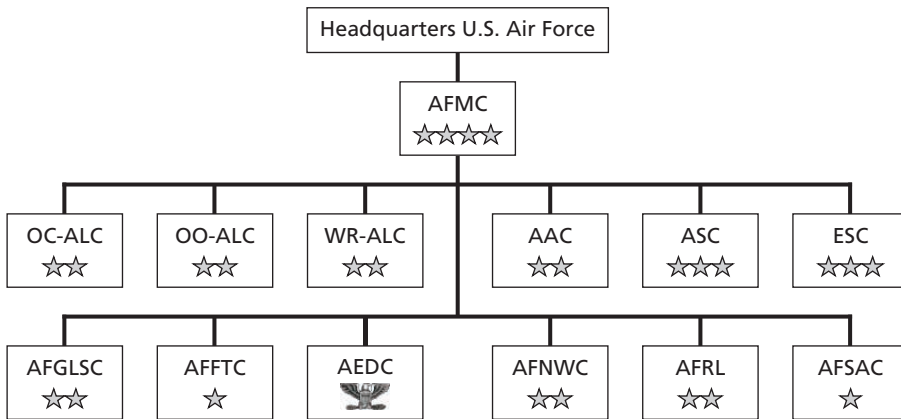 Headquarters U.S. Air Force
AFMC
OC-ALC
OO-ALC
WR-ALC
AAC
ASC
ESC
AFGLSC
AFFTC
AEDC
AFNWC
AFRL
AFSAC